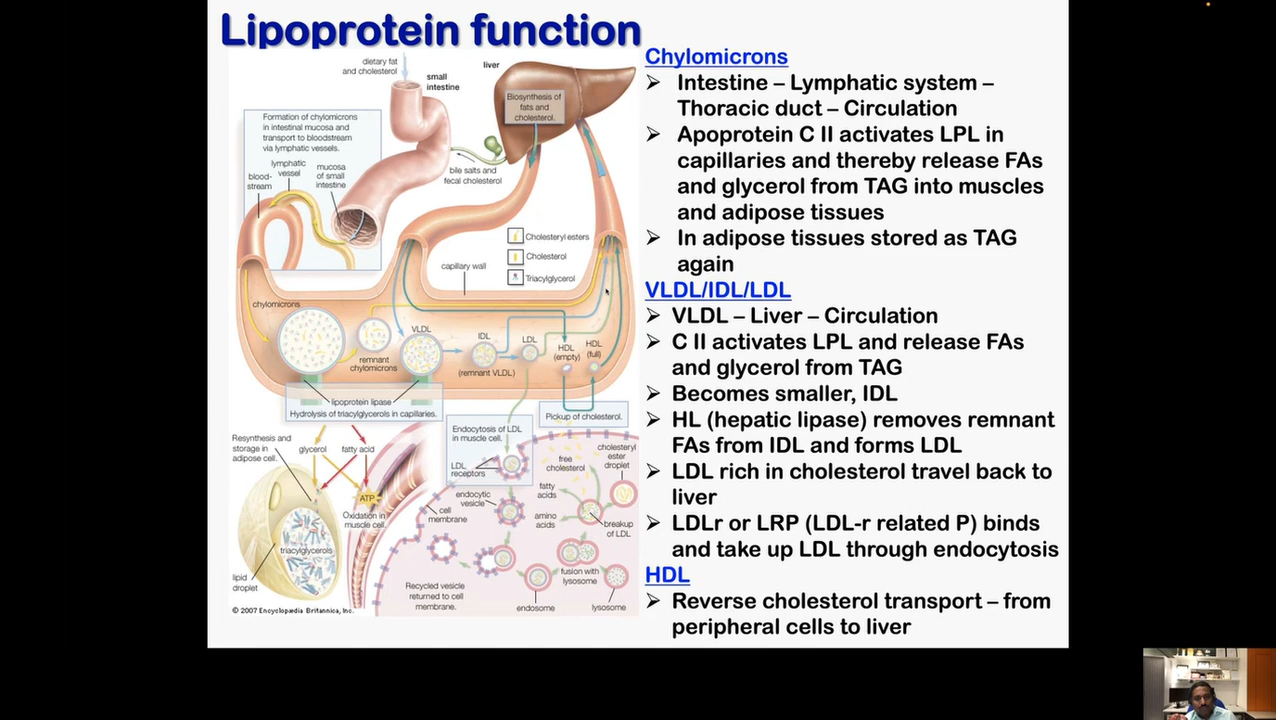 Lipoprotein function
dietary fat
and cholesterol
small
intestine
liver
Biosynthesis of
fats and
cholesterol.
Formation of chylomicrons
in intestinal mucosa and
transport to bloodstream
via lymphatic vessels.
lymphatic
vessel
blood-
stream
mucosa
of small
intestine
bile salts and
fecal cholesterol
Cholesteryl esters
Cholesterol
Triacylglycerol
capillary wall
chylomicrons
remnant
chylomicrons
VLDL
IDL
(remnant VLDL)
LDL
HDL
(empty)
HDL
(full)
lipoprotein lipase
Hydrolysis of triacylglycerols in capillaries.
Pickup of cholesterol.
Endocytosis of LDL
in muscle cell.
LDL
receptors
Resynthesis and
storage in
adipose cell.
glycerol
fatty acid
ATP
Oxidation in
muscle cell.
triacylglycerols
lipid
droplet
cell
membrane
endocytic
vesicle
free
cholesterol
cholesteryl
ester
droplet
fatty
acids
amino
acids
breakup
of LDL
fusion with
lysosome
Recycled vesicle
returned to cell
membrane.
endosome
lysosome
© 2007 Encyclopædia Britannica, Inc.
Chylomicrons
➢ Intestine – Lymphatic system –
Thoracic duct – Circulation
➢ Apoprotein C II activates LPL in
capillaries and thereby release FAs
and glycerol from TAG into muscles
and adipose tissues
➢ In adipose tissues stored as TAG
again
VLDL/IDL/LDL
➢ VLDL – Liver – Circulation
➢ C II activates LPL and release FAs
and glycerol from TAG
➢ Becomes smaller, IDL
➢ HL (hepatic lipase) removes remnant
FAs from IDL and forms LDL
➢ LDL rich in cholesterol travel back to
liver
➢ LDLr or LRP (LDL-r related P) binds
and take up LDL through endocytosis
HDL
➢ Reverse cholesterol transport – from
peripheral cells to liver